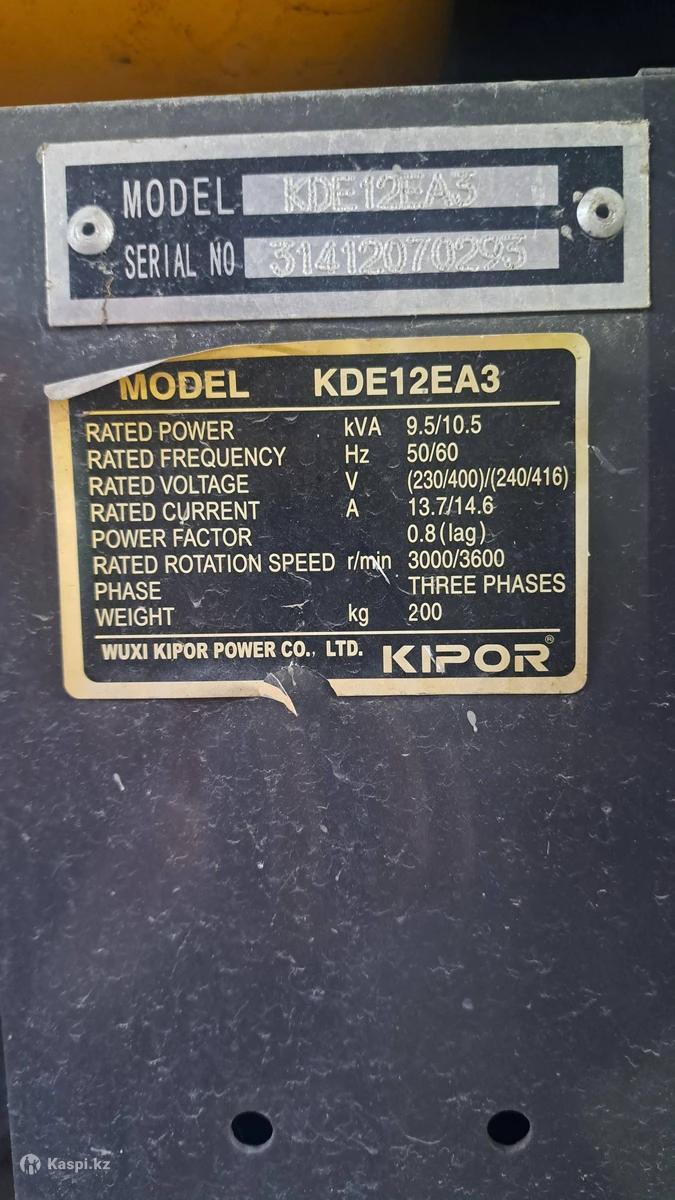 MODEL KDE12EA3
SERIAL NO 31412070293
MODEL KDE12EA3
RATED POWER kVA 9.5/10.5
RATED FREQUENCY Hz 50/60
RATED VOLTAGE V (230/400)/(240/416)
RATED CURRENT A 13.7/14.6
POWER FACTOR 0.8(lag)
RATED ROTATION SPEED r/min 3000/3600
PHASE THREE PHASES
WEIGHT kg 200
WUXI KIPOR POWER CO., LTD. KIPOR®
Kaspi.kz